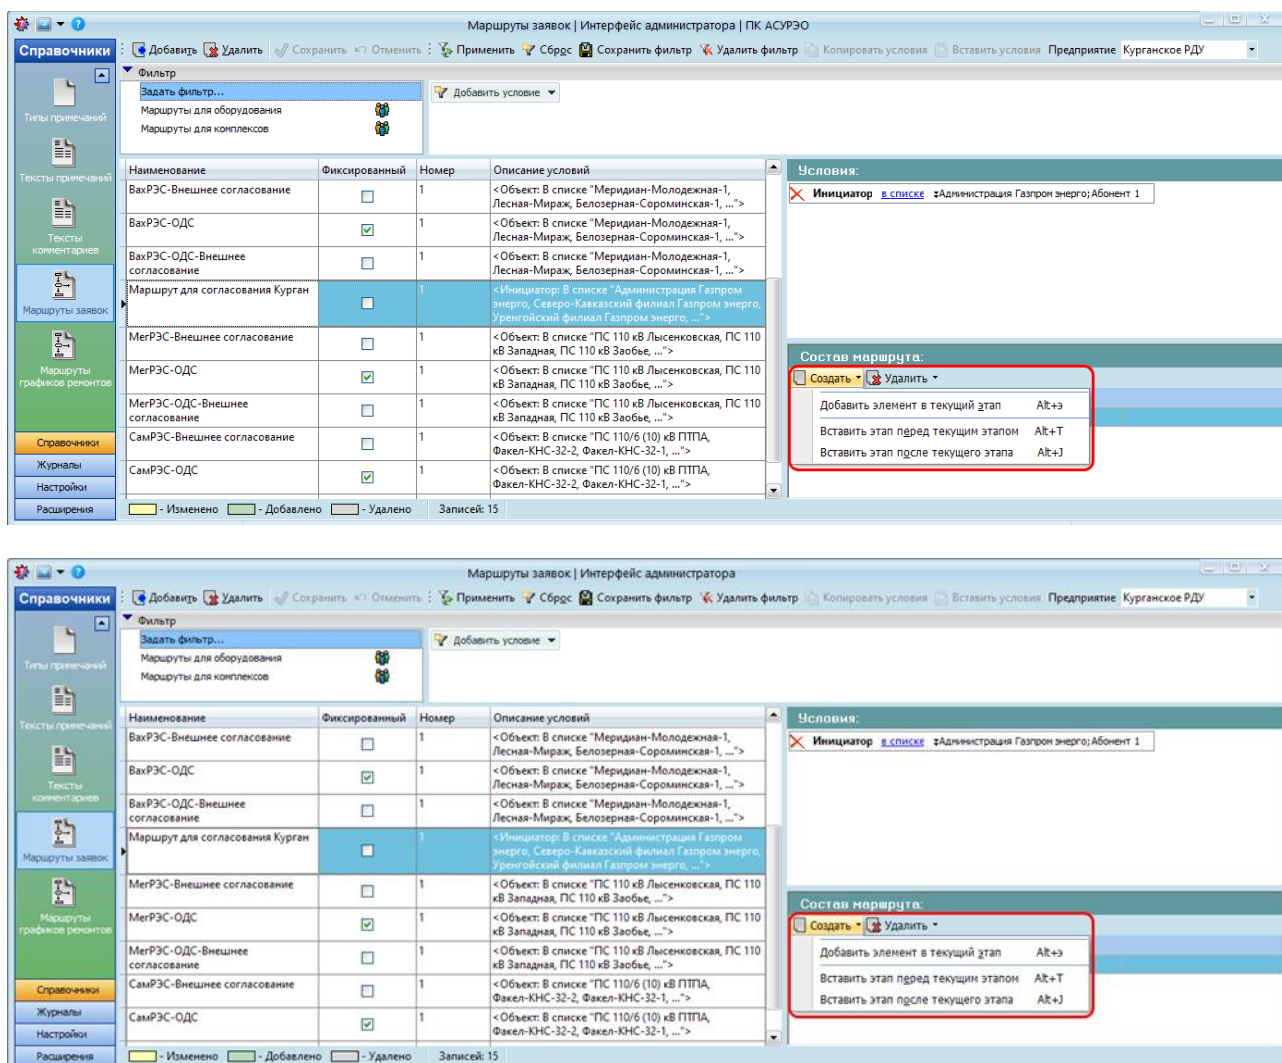 Маршруты заявок | Интерфейс администратора | ПК АСУРЭО
Справочники Добавить Удалить Сохранить Отменить Применить Сброс Сохранить фильтр Удалить фильтр Копировать условия Вставить условия Предприятие Курганское РДУ
Фильтр
Задать фильтр... Добавить условие
Маршруты для оборудования
Маршруты для комплексов
Типы примечаний
Тексты примечаний
Тексты
комментариев
Маршруты заявок
Маршруты
графиков ремонтов
Справочники
Журналы
Настройки
Расширения
Наименование Фиксированный Номер Описание условий
ВахРЭС-Внешнее согласование 1 <Объект: В списке "Меридиан-Молодежная-1,
Лесная-Мираж, Белозерная-Сороминская-1, ...">
ВахРЭС-ОДС 1 <Объект: В списке "Меридиан-Молодежная-1,
Лесная-Мираж, Белозерная-Сороминская-1, ...">
ВахРЭС-ОДС-Внешнее 1 <Объект: В списке "Меридиан-Молодежная-1,
согласование Лесная-Мираж, Белозерная-Сороминская-1, ...">
Маршрут для согласования Курган 1 <Инициатор: В списке "Администрация Газпром
энерго, Северо-Кавказский филиал Газпром энерго,
Уренгойский филиал Газпром энерго, ...">
МегРЭС-Внешнее согласование 1 <Объект: В списке "ПС 110 кВ Лысенковская, ПС 110
кВ Западная, ПС 110 кВ Заобье, ...">
МегРЭС-ОДС 1 <Объект: В списке "ПС 110 кВ Лысенковская, ПС 110
кВ Западная, ПС 110 кВ Заобье, ...">
МегРЭС-ОДС-Внешнее 1 <Объект: В списке "ПС 110 кВ Лысенковская, ПС 110
согласование кВ Западная, ПС 110 кВ Заобье, ...">
СамРЭС-Внешнее согласование 1 <Объект: В списке "ПС 110/6 (10) кВ ПТПА,
Факел-КНС-32-2, Факел-КНС-32-1, ...">
СамРЭС-ОДС 1 <Объект: В списке "ПС 110/6 (10) кВ ПТПА,
Факел-КНС-32-2, Факел-КНС-32-1, ...">
- Изменено - Добавлено - Удалено Записей: 15
Условия:
Инициатор в списке Администрация Газпром энерго; Абонент 1
Состав маршрута:
Создать Удалить
Добавить элемент в текущий этап Alt+э
Вставить этап перед текущим этапом Alt+T
Вставить этап после текущего этапа Alt+J
Маршруты заявок | Интерфейс администратора
Справочники Добавить Удалить Сохранить Отменить Применить Сброс Сохранить фильтр Удалить фильтр Копировать условия Вставить условия Предприятие Курганское РДУ
Фильтр
Задать фильтр... Добавить условие
Маршруты для оборудования
Маршруты для комплексов
Типы примечаний
Тексты примечаний
Тексты
комментариев
Маршруты заявок
Маршруты
графиков ремонтов
Справочники
Журналы
Настройки
Расширения
Наименование Фиксированный Номер Описание условий
ВахРЭС-Внешнее согласование 1 <Объект: В списке "Меридиан-Молодежная-1,
Лесная-Мираж, Белозерная-Сороминская-1, ...">
ВахРЭС-ОДС 1 <Объект: В списке "Меридиан-Молодежная-1,
Лесная-Мираж, Белозерная-Сороминская-1, ...">
ВахРЭС-ОДС-Внешнее 1 <Объект: В списке "Меридиан-Молодежная-1,
согласование Лесная-Мираж, Белозерная-Сороминская-1, ...">
Маршрут для согласования Курган 1 <Инициатор: В списке "Администрация Газпром
энерго, Северо-Кавказский филиал Газпром энерго,
Уренгойский филиал Газпром энерго, ...">
МегРЭС-Внешнее согласование 1 <Объект: В списке "ПС 110 кВ Лысенковская, ПС 110
кВ Западная, ПС 110 кВ Заобье, ...">
МегРЭС-ОДС 1 <Объект: В списке "ПС 110 кВ Лысенковская, ПС 110
кВ Западная, ПС 110 кВ Заобье, ...">
МегРЭС-ОДС-Внешнее 1 <Объект: В списке "ПС 110 кВ Лысенковская, ПС 110
согласование кВ Западная, ПС 110 кВ Заобье, ...">
СамРЭС-Внешнее согласование 1 <Объект: В списке "ПС 110/6 (10) кВ ПТПА,
Факел-КНС-32-2, Факел-КНС-32-1, ...">
СамРЭС-ОДС 1 <Объект: В списке "ПС 110/6 (10) кВ ПТПА,
Факел-КНС-32-2, Факел-КНС-32-1, ...">
- Изменено - Добавлено - Удалено Записей: 15
Условия:
Инициатор в списке Администрация Газпром энерго; Абонент 1
Состав маршрута:
Создать Удалить
Добавить элемент в текущий этап Alt+э
Вставить этап перед текущим этапом Alt+T
Вставить этап после текущего этапа Alt+J